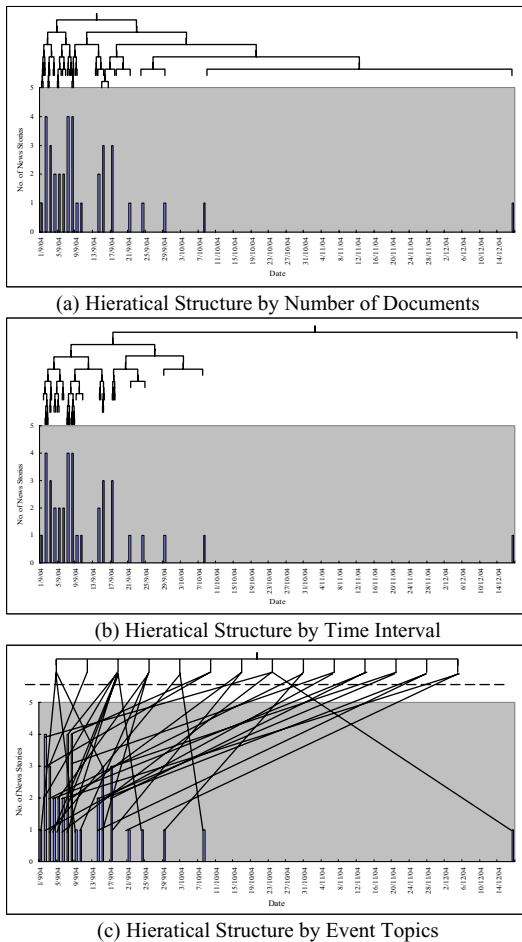 5
4
3
2
1
0
No. of News Stories
1/9/04 5/9/04 9/9/04 13/9/04 17/9/04 21/9/04 25/9/04 29/9/04 3/10/04 7/10/04 11/10/04 15/10/04 19/10/04 23/10/04 27/10/04 31/10/04 4/11/04 8/11/04 12/11/04 16/11/04 20/11/04 24/11/04 28/11/04 2/12/04 6/12/04 10/12/04 14/12/04
Date
(a) Hieratical Structure by Number of Documents
5
4
3
2
1
0
No. of News Stories
1/9/04 5/9/04 9/9/04 13/9/04 17/9/04 21/9/04 25/9/04 29/9/04 3/10/04 7/10/04 11/10/04 15/10/04 19/10/04 23/10/04 27/10/04 31/10/04 4/11/04 8/11/04 12/11/04 16/11/04 20/11/04 24/11/04 28/11/04 2/12/04 6/12/04 10/12/04 14/12/04
Date
(b) Hieratical Structure by Time Interval
5
4
3
2
1
0
No. of News Stories
1/9/04 5/9/04 9/9/04 13/9/04 17/9/04 21/9/04 25/9/04 29/9/04 3/10/04 7/10/04 11/10/04 15/10/04 19/10/04 23/10/04 27/10/04 31/10/04 4/11/04 8/11/04 12/11/04 16/11/04 20/11/04 24/11/04 28/11/04 2/12/04 6/12/04 10/12/04 14/12/04
Date
(c) Hieratical Structure by Event Topics